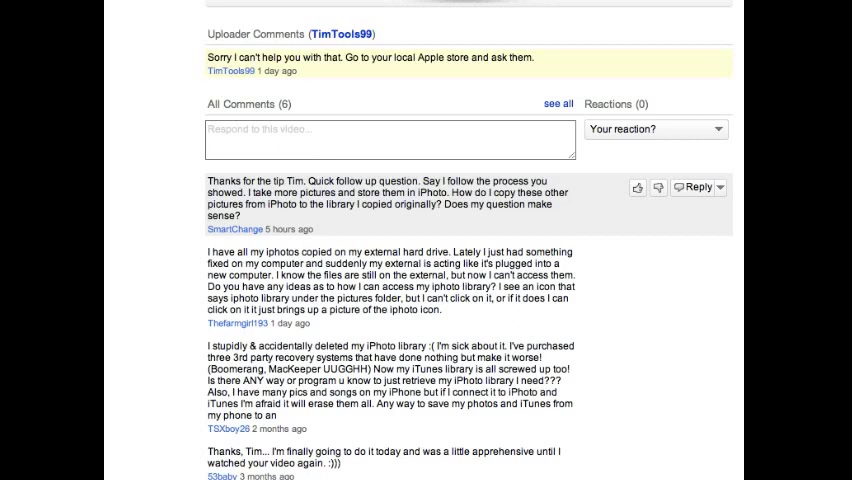 Uploader Comments (TimTools99)
Sorry I can't help you with that. Go to your local Apple store and ask them.
TimTools99 1 day ago
All Comments (6)
see all
Reactions (0)
Respond to this video...
Your reaction?
Thanks for the tip Tim. Quick follow up question. Say I follow the process you
showed. I take more pictures and store them in iPhoto. How do I copy these other
pictures from iPhoto to the library I copied originally? Does my question make
sense?
SmartChange 5 hours ago
Reply
I have all my iphotos copied on my external hard drive. Lately I just had something
fixed on my computer and suddenly my external is acting like it's plugged into a
new computer. I know the files are still on the external, but now I can't access them.
Do you have any ideas as to how I can access my iphoto library? I see an icon that
says iphoto library under the pictures folder, but I can't click on it, or if it does I can
click on it it just brings up a picture of the iphoto icon.
Thefarmgirl193 1 day ago
I stupidly & accidentally deleted my iPhoto library :( I'm sick about it. I've purchased
three 3rd party recovery systems that have done nothing but make it worse!
(Boomerang, MacKeeper UUGGHH) Now my iTunes library is all screwed up too!
Is there ANY way or program u know to just retrieve my iPhoto library I need???
Also, I have many pics and songs on my iPhone but if I connect it to iPhoto and
iTunes I'm afraid it will erase them all. Any way to save my photos and iTunes from
my phone to an
TSXboy26 2 months ago
Thanks, Tim... I'm finally going to do it today and was a little apprehensive until I
watched your video again. :)))
53baby 3 months ago